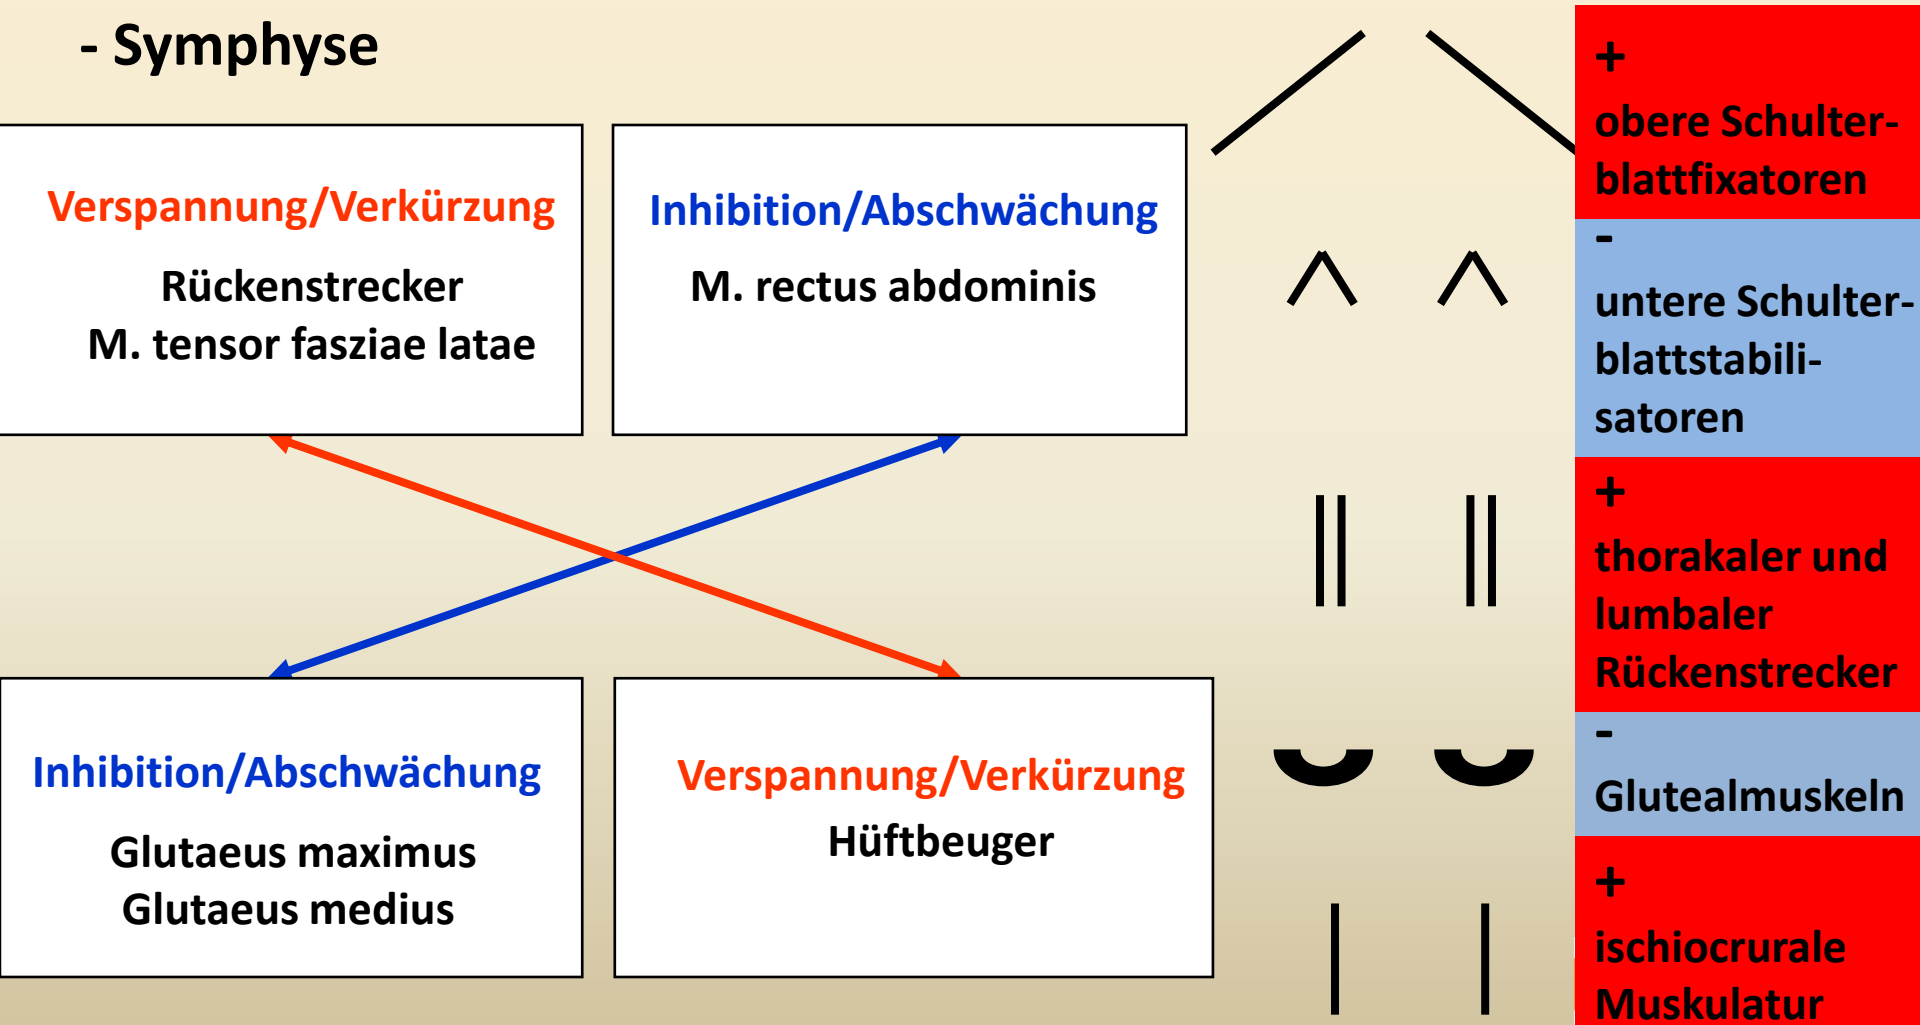 - Symphyse
Verspannung/Verkürzung
Rückenstrecker
M. tensor fasziae latae
Inhibition/Abschwächung
M. rectus abdominis
Inhibition/Abschwächung
Glutaeus maximus
Glutaeus medius
Verspannung/Verkürzung
Hüftbeuger
+
obere Schulter-
blattfixatoren
-
untere Schulter-
blattstabili-
satoren
+
thorakaler und
lumbaler
Rückenstrecker
-
Glutealmuskeln
+
ischiocrurale
Muskulatur